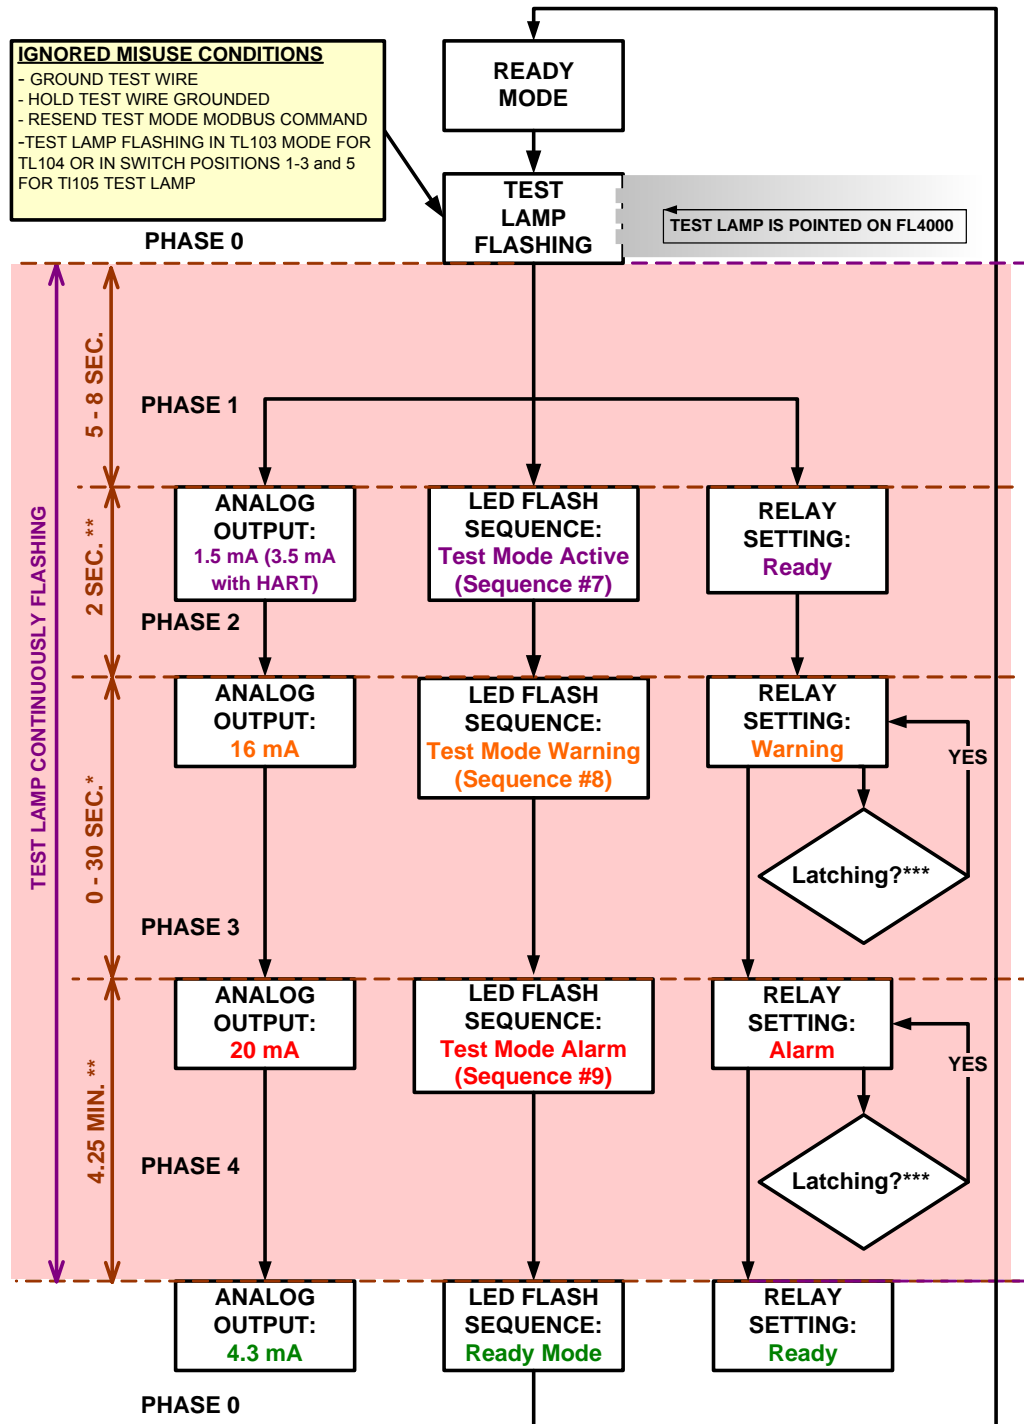 IGNORED MISUSE CONDITIONS
- GROUND TEST WIRE
- HOLD TEST WIRE GROUNDED
- RESEND TEST MODE MODBUS COMMAND
-TEST LAMP FLASHING IN TL103 MODE FOR
TL104 OR IN SWITCH POSITIONS 1-3 and 5
FOR Tl105 TEST LAMP
READY
MODE
TEST
LAMP
FLASHING
TEST LAMP IS POINTED ON FL4000
PHASE 0
TEST LAMP CONTINUOUSLY FLASHING
5 - 8 SEC.
PHASE 1
2 SEC. **
ANALOG
OUTPUT:
1.5 mA (3.5 mA
with HART)
LED FLASH
SEQUENCE:
Test Mode Active
(Sequence #7)
RELAY
SETTING:
Ready
PHASE 2
0 - 30 SEC.*
ANALOG
OUTPUT:
16 mA
LED FLASH
SEQUENCE:
Test Mode Warning
(Sequence #8)
RELAY
SETTING:
Warning
YES
Latching?***
PHASE 3
4.25 MIN. **
ANALOG
OUTPUT:
20 mA
LED FLASH
SEQUENCE:
Test Mode Alarm
(Sequence #9)
RELAY
SETTING:
Alarm
YES
Latching?***
PHASE 4
ANALOG
OUTPUT:
4.3 mA
LED FLASH
SEQUENCE:
Ready Mode
RELAY
SETTING:
Ready
PHASE 0